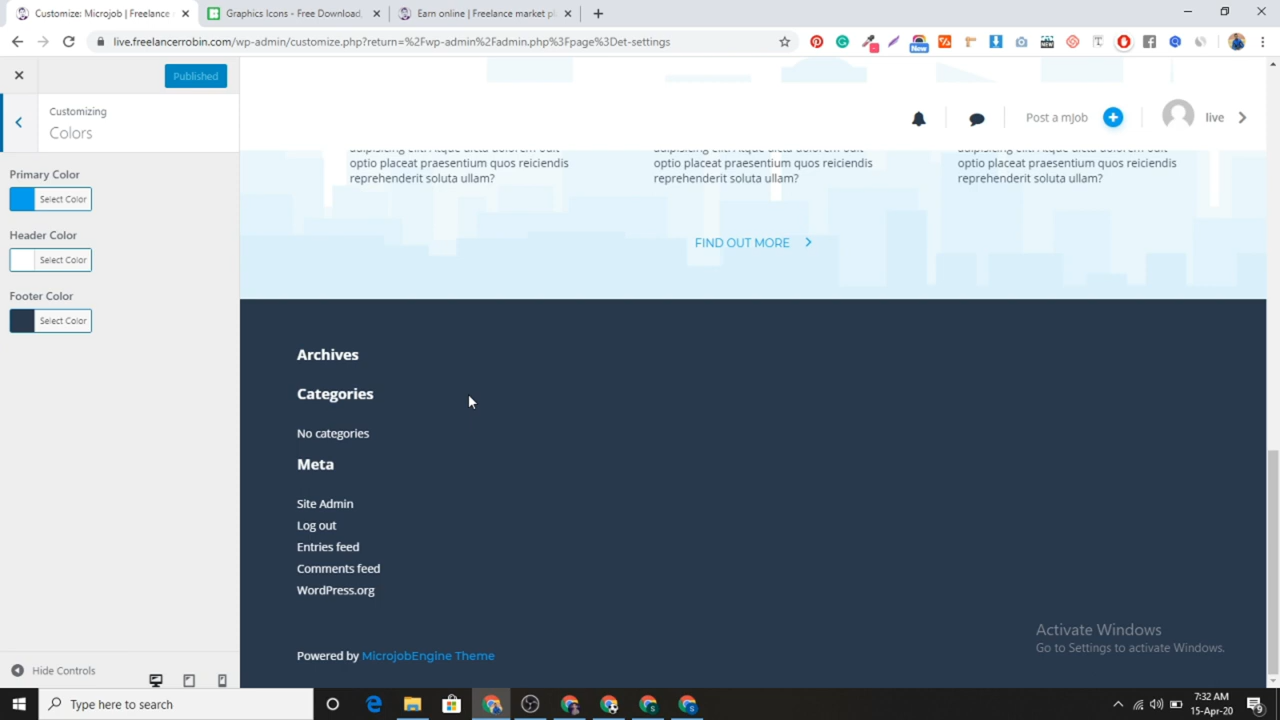 Customize: Microjob | Freelance
Graphics Icons - Free Download,
Earn online | Freelance market pl
live.freelancerrobin.com/wp-admin/customize.php?return=%2Fwp-admin%2Fadmin.php%3Fpage%3Det-settings
New
NEW
Published
Customizing
Colors
Primary Color
Select Color
Header Color
Select Color
Footer Color
Select Color
Hide Controls
Post a mJob
live
optio placeat praesentium quos reiciendis
reprehenderit soluta ullam?
optio placeat praesentium quos reiciendis
reprehenderit soluta ullam?
optio placeat praesentium quos reiciendis
reprehenderit soluta ullam?
FIND OUT MORE
Archives
Categories
No categories
Meta
Site Admin
Log out
Entries feed
Comments feed
WordPress.org
Powered by MicrojobEngine Theme
Activate Windows
Go to Settings to activate Windows.
Type here to search
7:32 AM
15-Apr-20